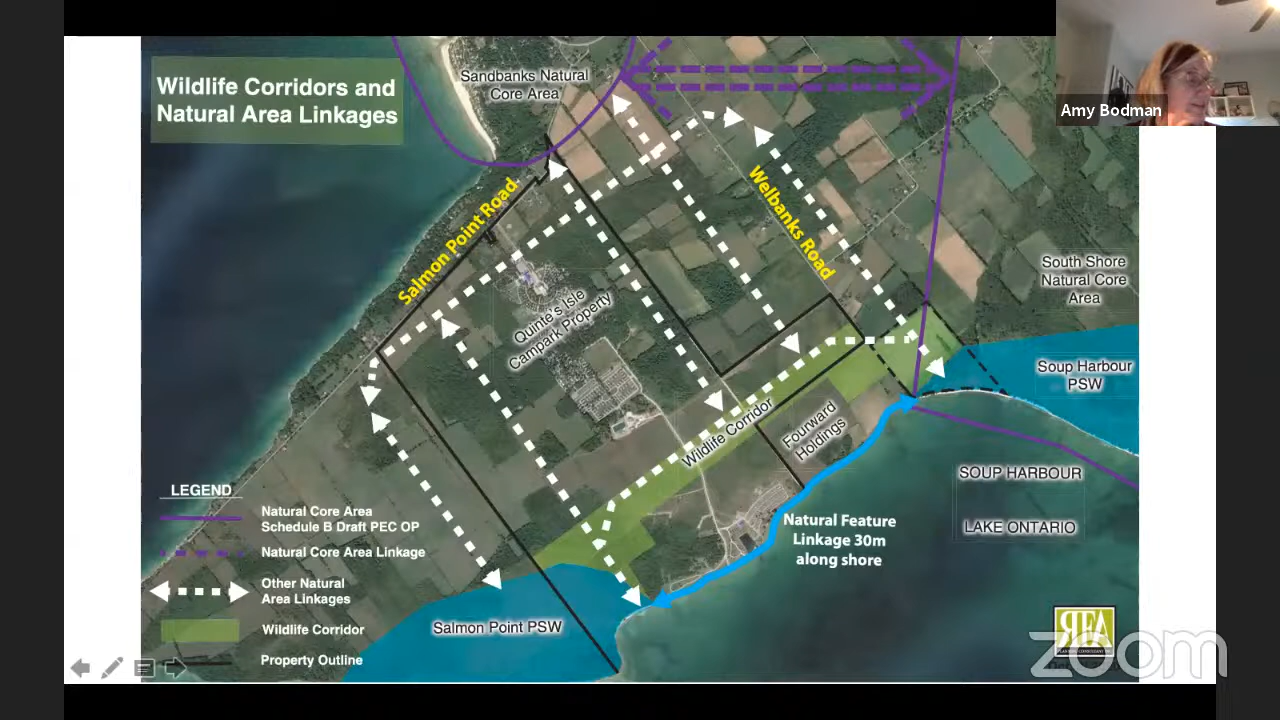 Wildlife Corridors and
Natural Area Linkages
Sandbanks Natural
Core Area
Amy Bodman
Salmon Point Road
Welbanks Road
Quinte's Isle
Campark Property
South Shore
Natural Core
Area
Soup Harbour
PSW
Wildlife Corridor
Fourward
Holdings
SOUP HARBOUR
LAKE ONTARIO
Natural Feature
Linkage 30m
along shore
Salmon Point PSW
LEGEND
Natural Core Area
Schedule B Draft PEC OP
Natural Core Area Linkage
Other Natural
Area Linkages
Wildlife Corridor
Property Outline
RFA
zoom